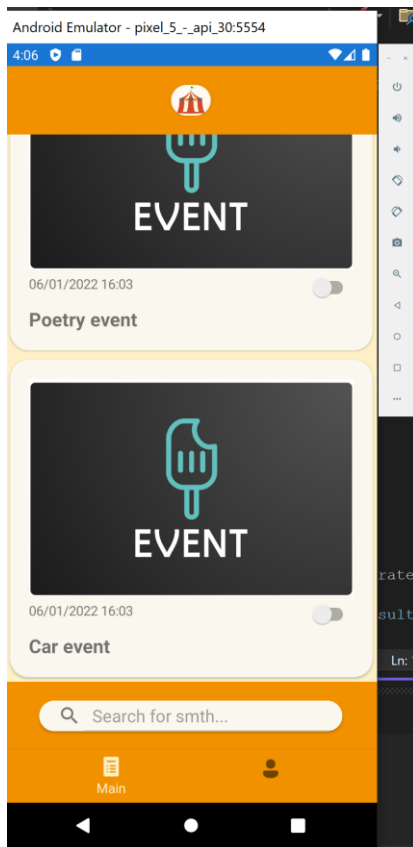 Android Emulator - pixel_5_-_api_30:5554
4:06
EVENT
06/01/2022 16:03
Poetry event
EVENT
06/01/2022 16:03
Car event
rate
sult
Ln:
Search for smth...
Main